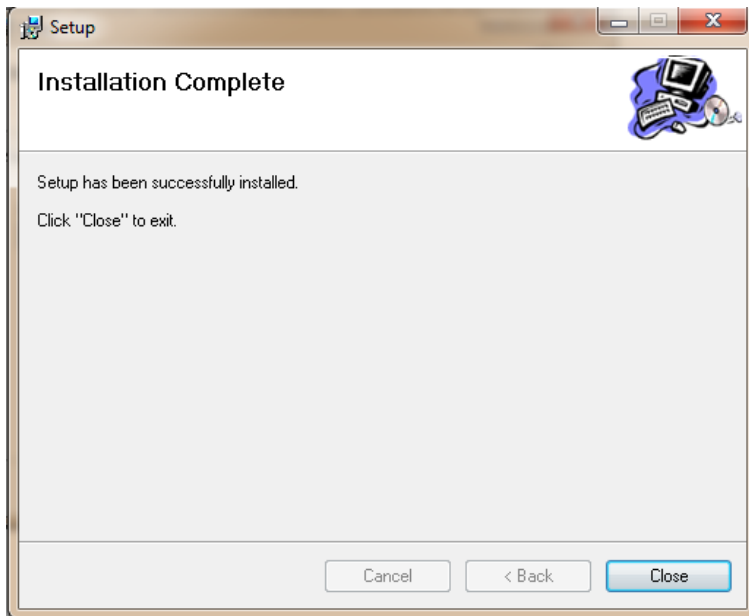 Setup
Installation Complete
Setup has been successfully installed.
Click "Close" to exit.
Cancel
< Back
Close